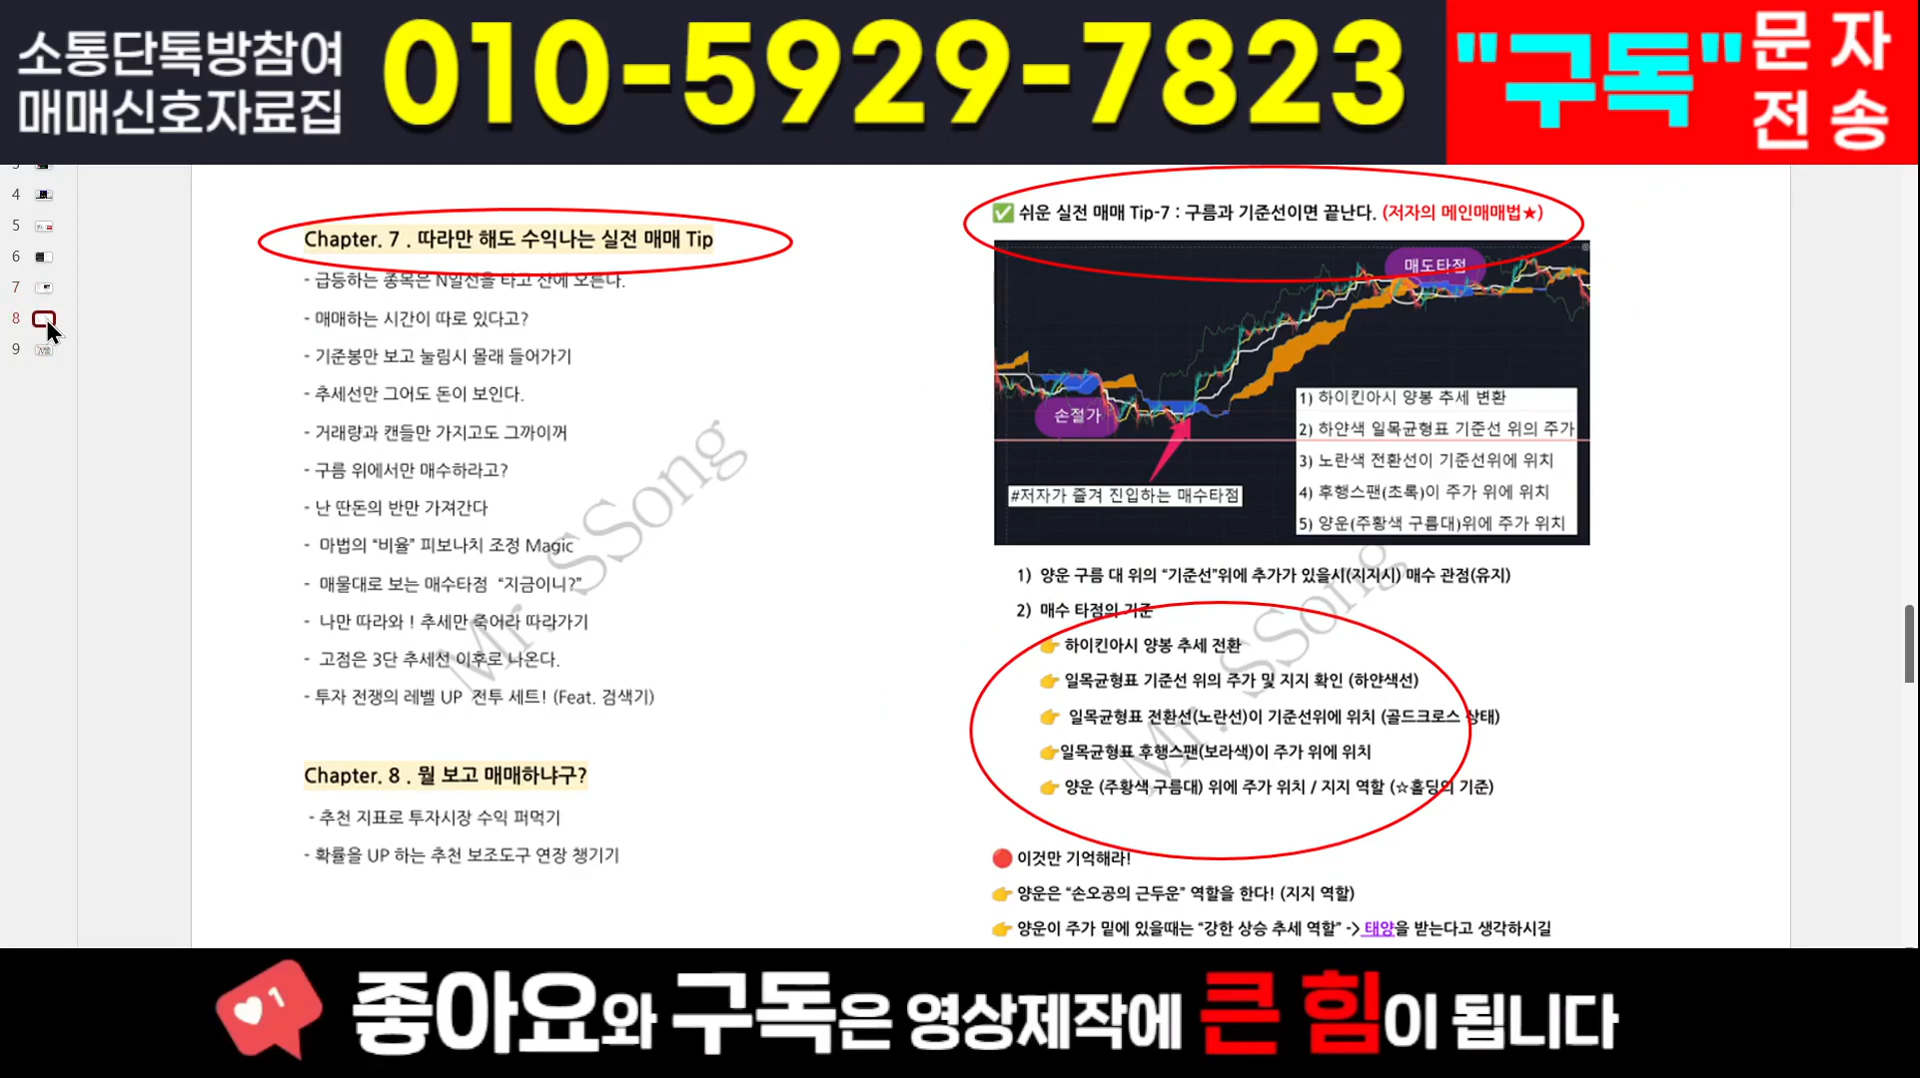 소통단톡방참여
매매신호자료집
010-5929-7823
"구독"
문 자
전 송
4
5
6
7
8
9
Chapter. 7 . 따라만 해도 수익나는 실전 매매 Tip
- 급등하는 종목은 N일선을 타고 산에 오른다.
- 매매하는 시간이 따로 있다고?
- 기준봉만 보고 눌림시 몰래 들어가기
- 추세선만 그어도 돈이 보인다.
- 거래량과 캔들만 가지고도 그까이꺼
- 구름 위에서만 매수하라고?
- 난 딴돈의 반만 가져간다
- 마법의 “비율” 피보나치 조정 Magic
- 매물대로 보는 매수타점 “지금이니?”
- 나만 따라와 ! 추세만 죽어라 따라가기
- 고점은 3단 추세선 이후로 나온다.
- 투자 전쟁의 레벨 UP 전투 세트! (Feat. 검색기)
Chapter. 8 . 뭘 보고 매매하냐구?
- 추천 지표로 투자시장 수익 퍼먹기
- 확률을 UP 하는 추천 보조도구 연장 챙기기
Mr. SSong
✅ 쉬운 실전 매매 Tip-7 : 구름과 기준선이면 끝난다. (저자의 메인매매법★)
매도타점
손절가
#저자가 즐겨 진입하는 매수타점
1) 하이킨아시 양봉 추세 변환
2) 하얀색 일목균형표 기준선 위의 주가
3) 노란색 전환선이 기준선위에 위치
4) 후행스팬(초록)이 주가 위에 위치
5) 양운(주황색 구름대)위에 주가 위치
1) 양운 구름 대 위의 “기준선”위에 추가가 있을시(지지시) 매수 관점(유지)
2) 매수 타점의 기준
👉 하이킨아시 양봉 추세 전환
👉 일목균형표 기준선 위의 주가 및 지지 확인 (하얀색선)
👉 일목균형표 전환선(노란선)이 기준선위에 위치 (골드크로스 상태)
👉 일목균형표 후행스팬(보라색)이 주가 위에 위치
👉 양운 (주황색 구름대) 위에 주가 위치 / 지지 역할 (☆홀딩의 기준)
Mr. SSong
🔴 이것만 기억해라!
👉 양운은 “손오공의 근두운” 역할을 한다! (지지 역할)
👉 양운이 주가 밑에 있을때는 “강한 상승 추세 역할” -> 태양을 받는다고 생각하시길
1
좋아요와 구독은 영상제작에 큰 힘이 됩니다